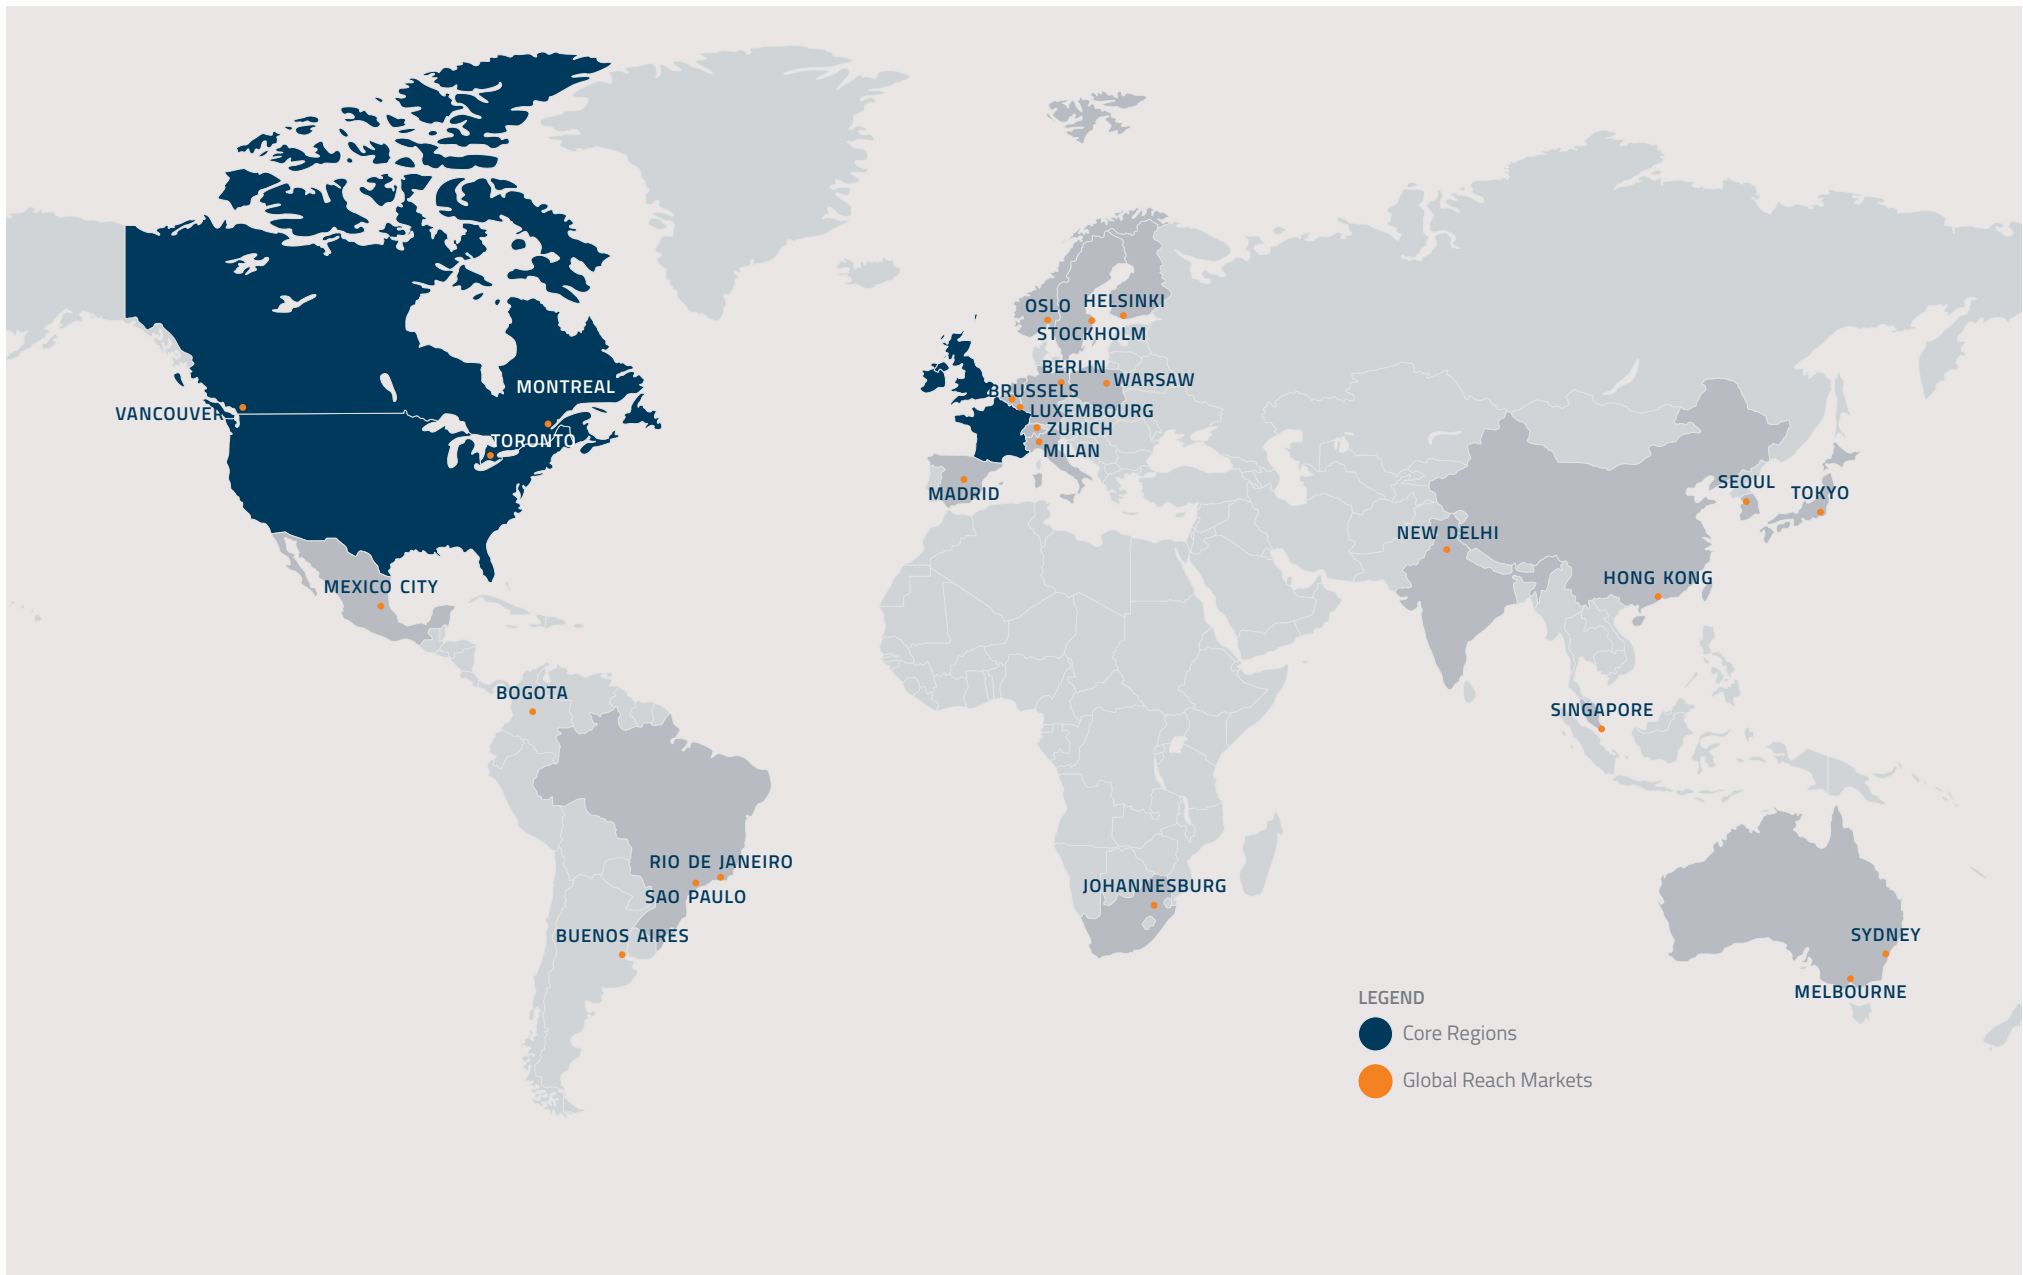 OSLO
HELSINKI
STOCKHOLM
BERLIN
WARSAW
BRUSSELS
LUXEMBOURG
ZURICH
MILAN
MADRID
MONTREAL
VANCOUVER
TORONTO
MEXICO CITY
BOGOTA
RIO DE JANEIRO
SAO PAULO
BUENOS AIRES
JOHANNESBURG
NEW DELHI
SEOUL
TOKYO
HONG KONG
SINGAPORE
SYDNEY
MELBOURNE
LEGEND
Core Regions
Global Reach Markets